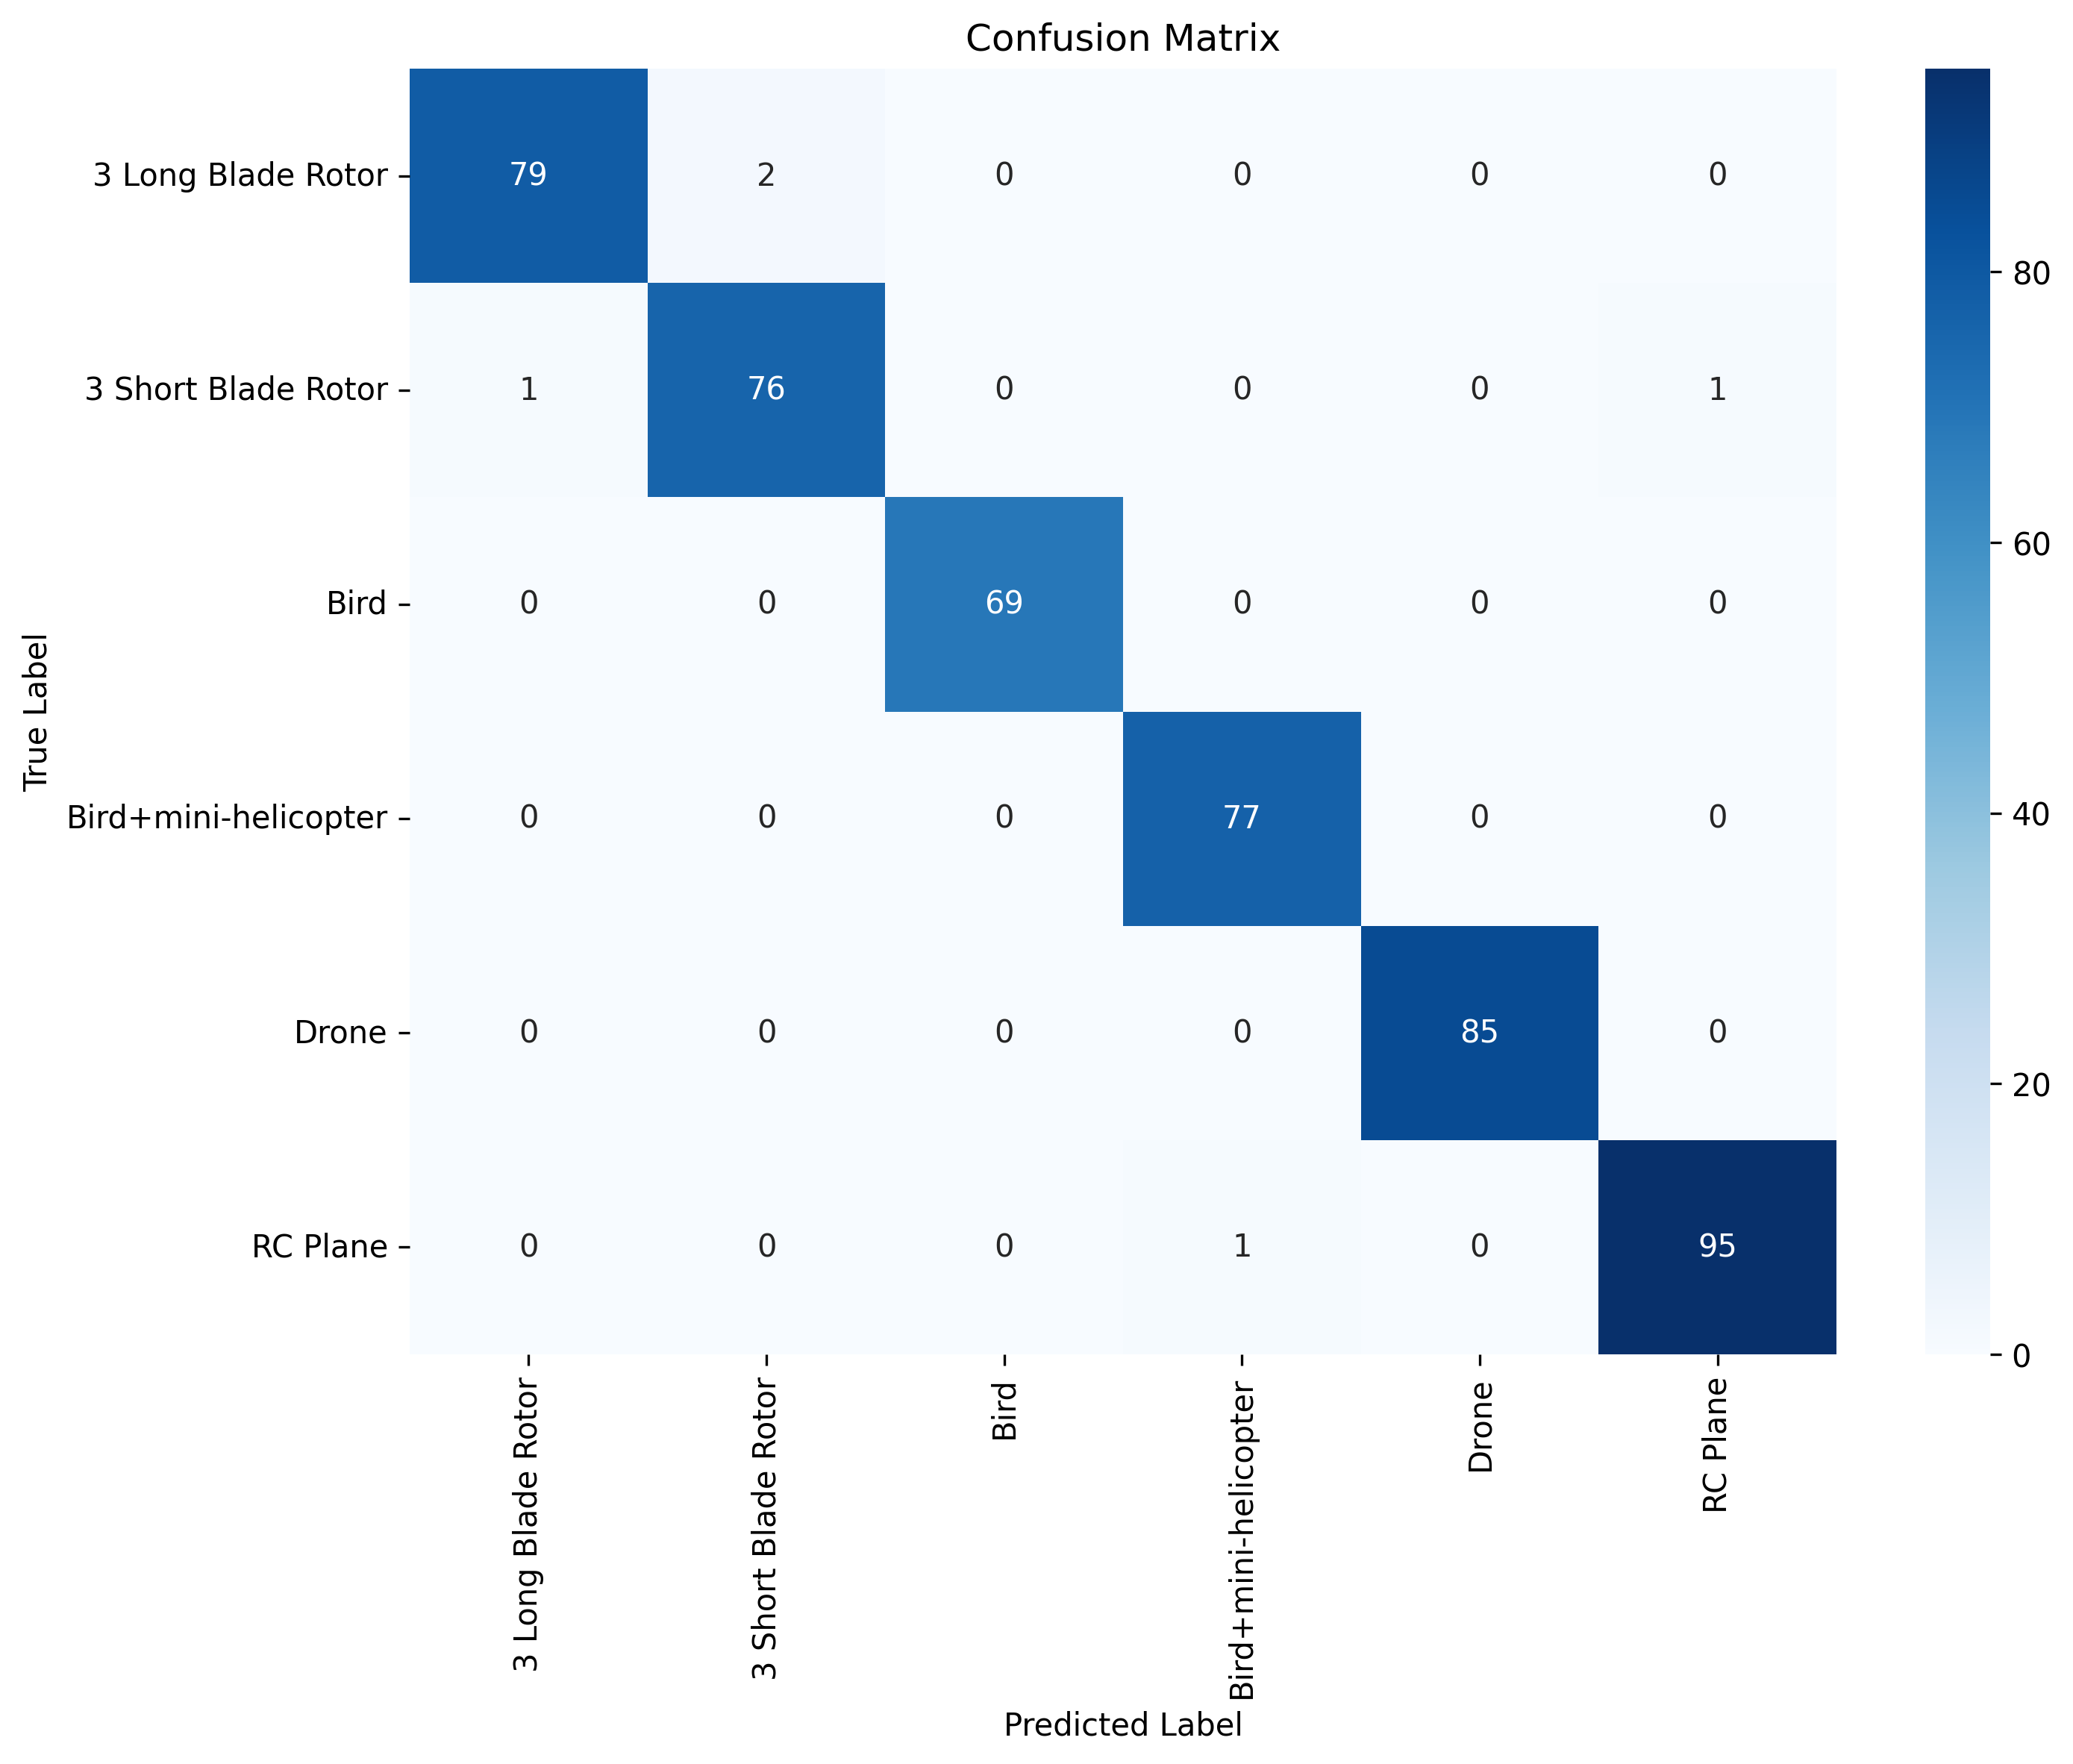 Confusion Matrix
3 Long Blade Rotor 79 2 0 0 0 0
3 Short Blade Rotor 1 76 0 0 0 1
Bird 0 0 69 0 0 0
Bird+mini-helicopter 0 0 0 77 0 0
Drone 0 0 0 0 85 0
RC Plane 0 0 0 1 0 95
True Label
3 Long Blade Rotor
3 Short Blade Rotor
Bird
Bird+mini-helicopter
Drone
RC Plane
Predicted Label
80
60
40
20
0